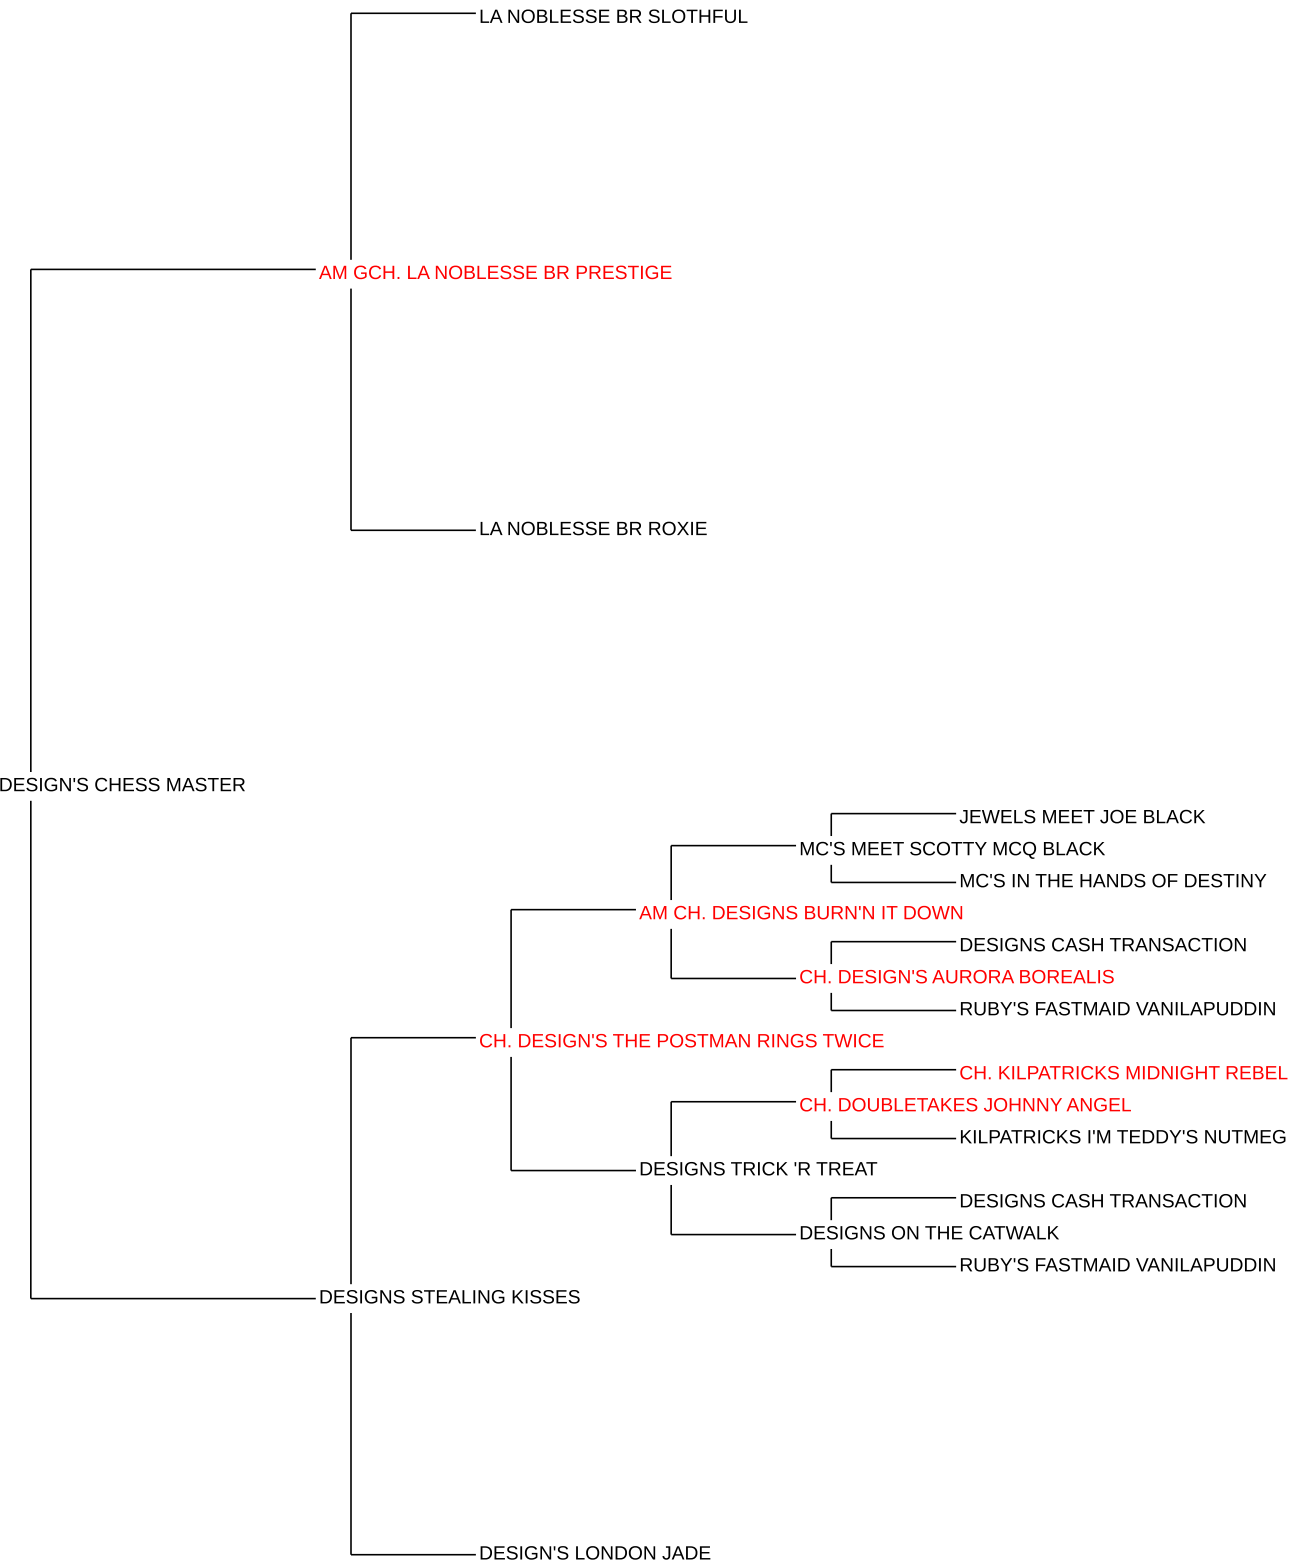 LA NOBLESSE BR SLOTHFUL
AM GCH. LA NOBLESSE BR PRESTIGE
LA NOBLESSE BR ROXIE
DESIGN'S CHESS MASTER
JEWELS MEET JOE BLACK
MC'S MEET SCOTTY MCQ BLACK
MC'S IN THE HANDS OF DESTINY
AM CH. DESIGNS BURN'N IT DOWN
DESIGNS CASH TRANSACTION
CH. DESIGN'S AURORA BOREALIS
RUBY'S FASTMAID VANILAPUDDIN
CH. DESIGN'S THE POSTMAN RINGS TWICE
CH. KILPATRICKS MIDNIGHT REBEL
CH. DOUBLETAKES JOHNNY ANGEL
KILPATRICKS I'M TEDDY'S NUTMEG
DESIGNS TRICK 'R TREAT
DESIGNS CASH TRANSACTION
DESIGNS ON THE CATWALK
RUBY'S FASTMAID VANILAPUDDIN
DESIGNS STEALING KISSES
DESIGN'S LONDON JADE